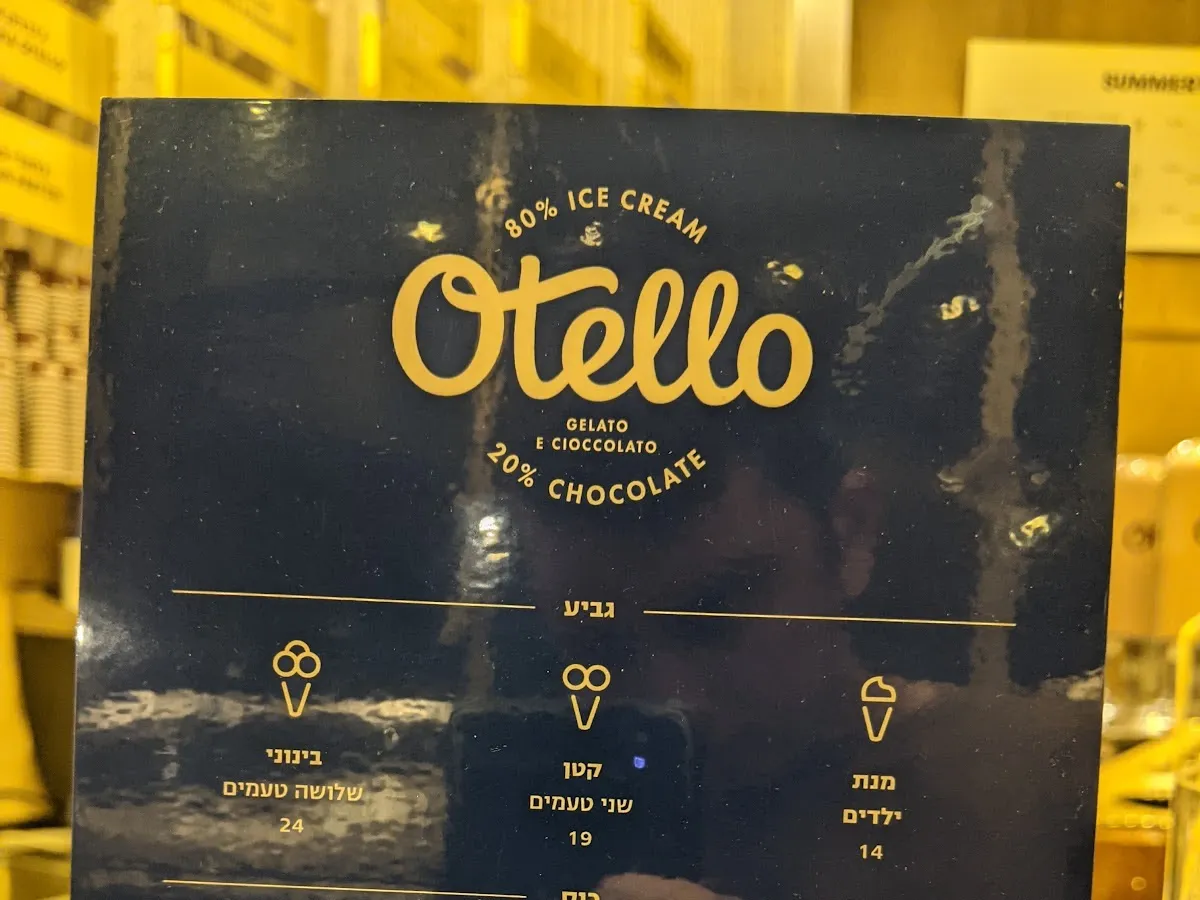 SUMMER
80% ICE CREAM
Otello
GELATO
E CIOCCOLATO
20% CHOCOLATE
גביע
מנת
ילדים
14
קטן
שני טעמים
19
בינוני
שלושה טעמים
24